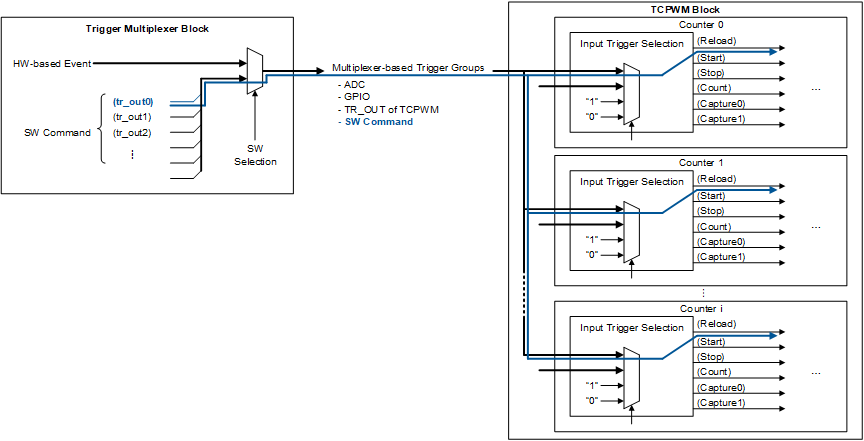 Trigger Multiplexer Block
HW-based Event
(tr_out0)
(tr_out1)
SW Command
(tr_out2)
SW
Selection
Multiplexer-based Trigger Groups
- ADC
- GPIO
- TR_OUT of TCPWM
- SW Command
TCPWM Block
Counter 0
Input Trigger Selection
"1"
"0"
(Reload)
(Start)
(Stop)
(Count)
(Capture0)
(Capture1)
...
Counter 1
Input Trigger Selection
"1"
"0"
(Reload)
(Start)
(Stop)
(Count)
(Capture0)
(Capture1)
...
Counter i
Input Trigger Selection
"1"
"0"
(Reload)
(Start)
(Stop)
(Count)
(Capture0)
(Capture1)
...